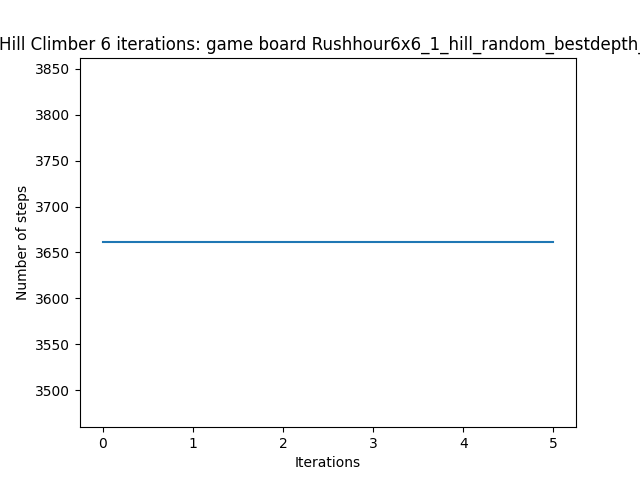 Hill Climber 6 iterations: game board Rushhour6x6_1_hill_random_bestdepth_
3850
3800
3750
3700
3650
3600
3550
3500
Number of steps
0 1 2 3 4 5
Iterations